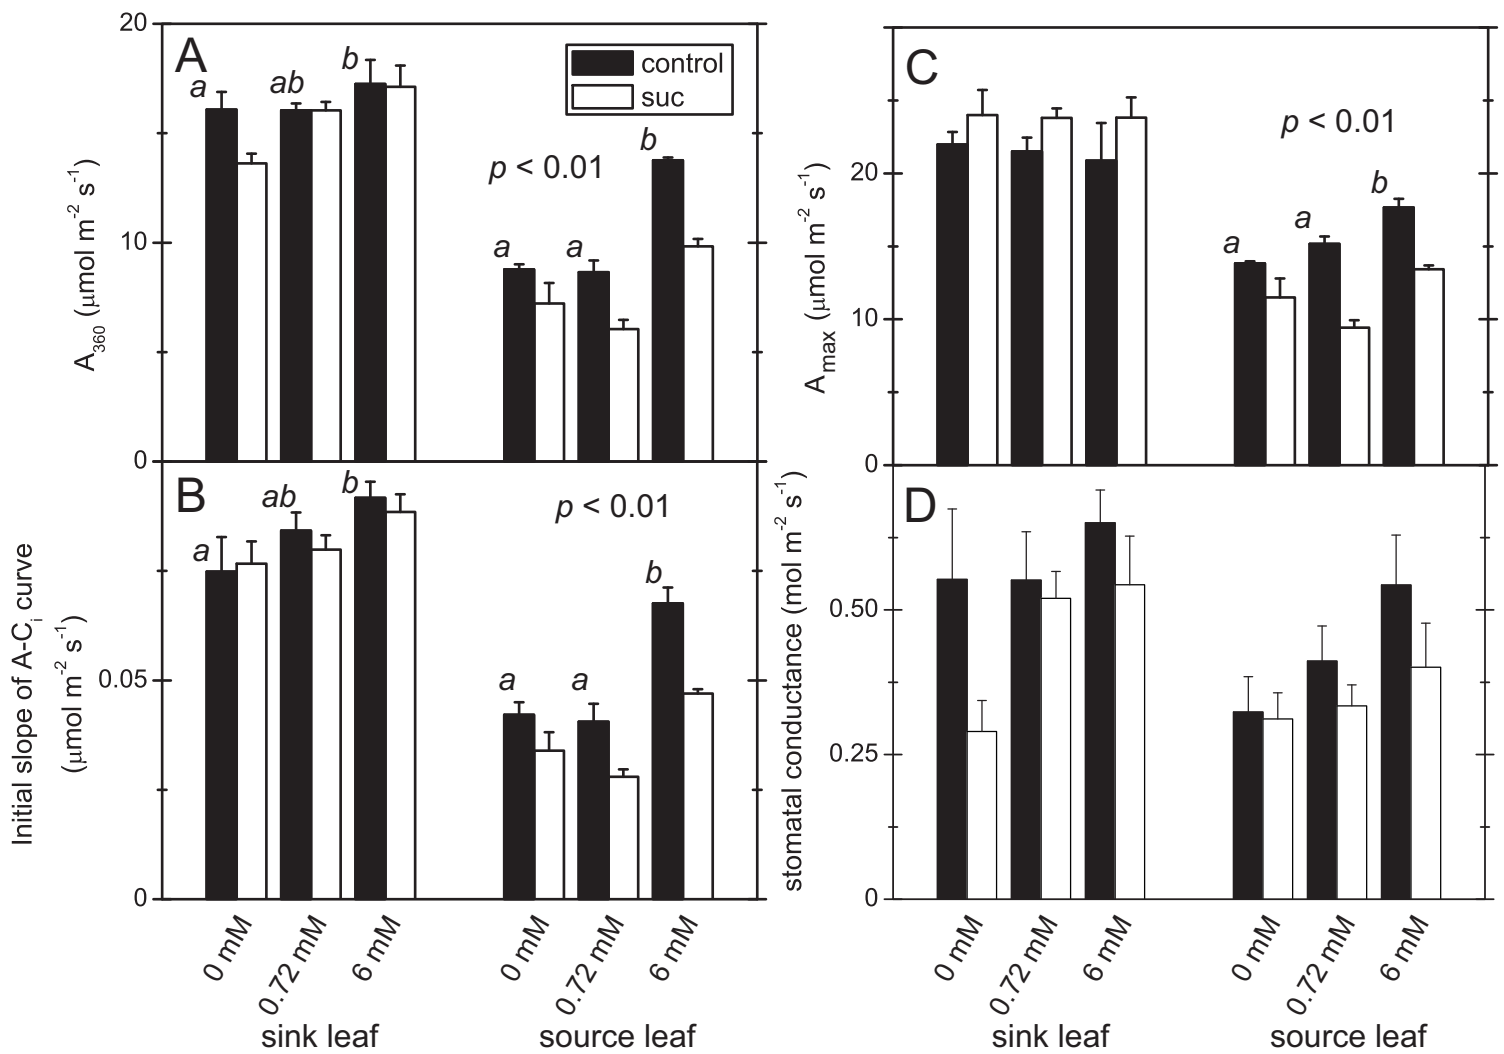 20
A
a
ab
b
control
suc
p < 0.01
a
a
b
10
0
A360 (μmol m-2 s-1)
C
p < 0.01
a
a
b
20
10
0
Amax (μmol m-2 s-1)
B
a
ab
b
p < 0.01
a
a
b
0.05
0
Initial slope of A-Ci curve
(μmol m-2 s-1)
D
0.50
0.25
0
stomatal conductance (mol m-2 s-1)
0 mM
0.72 mM
6 mM
0 mM
0.72 mM
6 mM
sink leaf
source leaf
0 mM
0.72 mM
6 mM
0 mM
0.72 mM
6 mM
sink leaf
source leaf